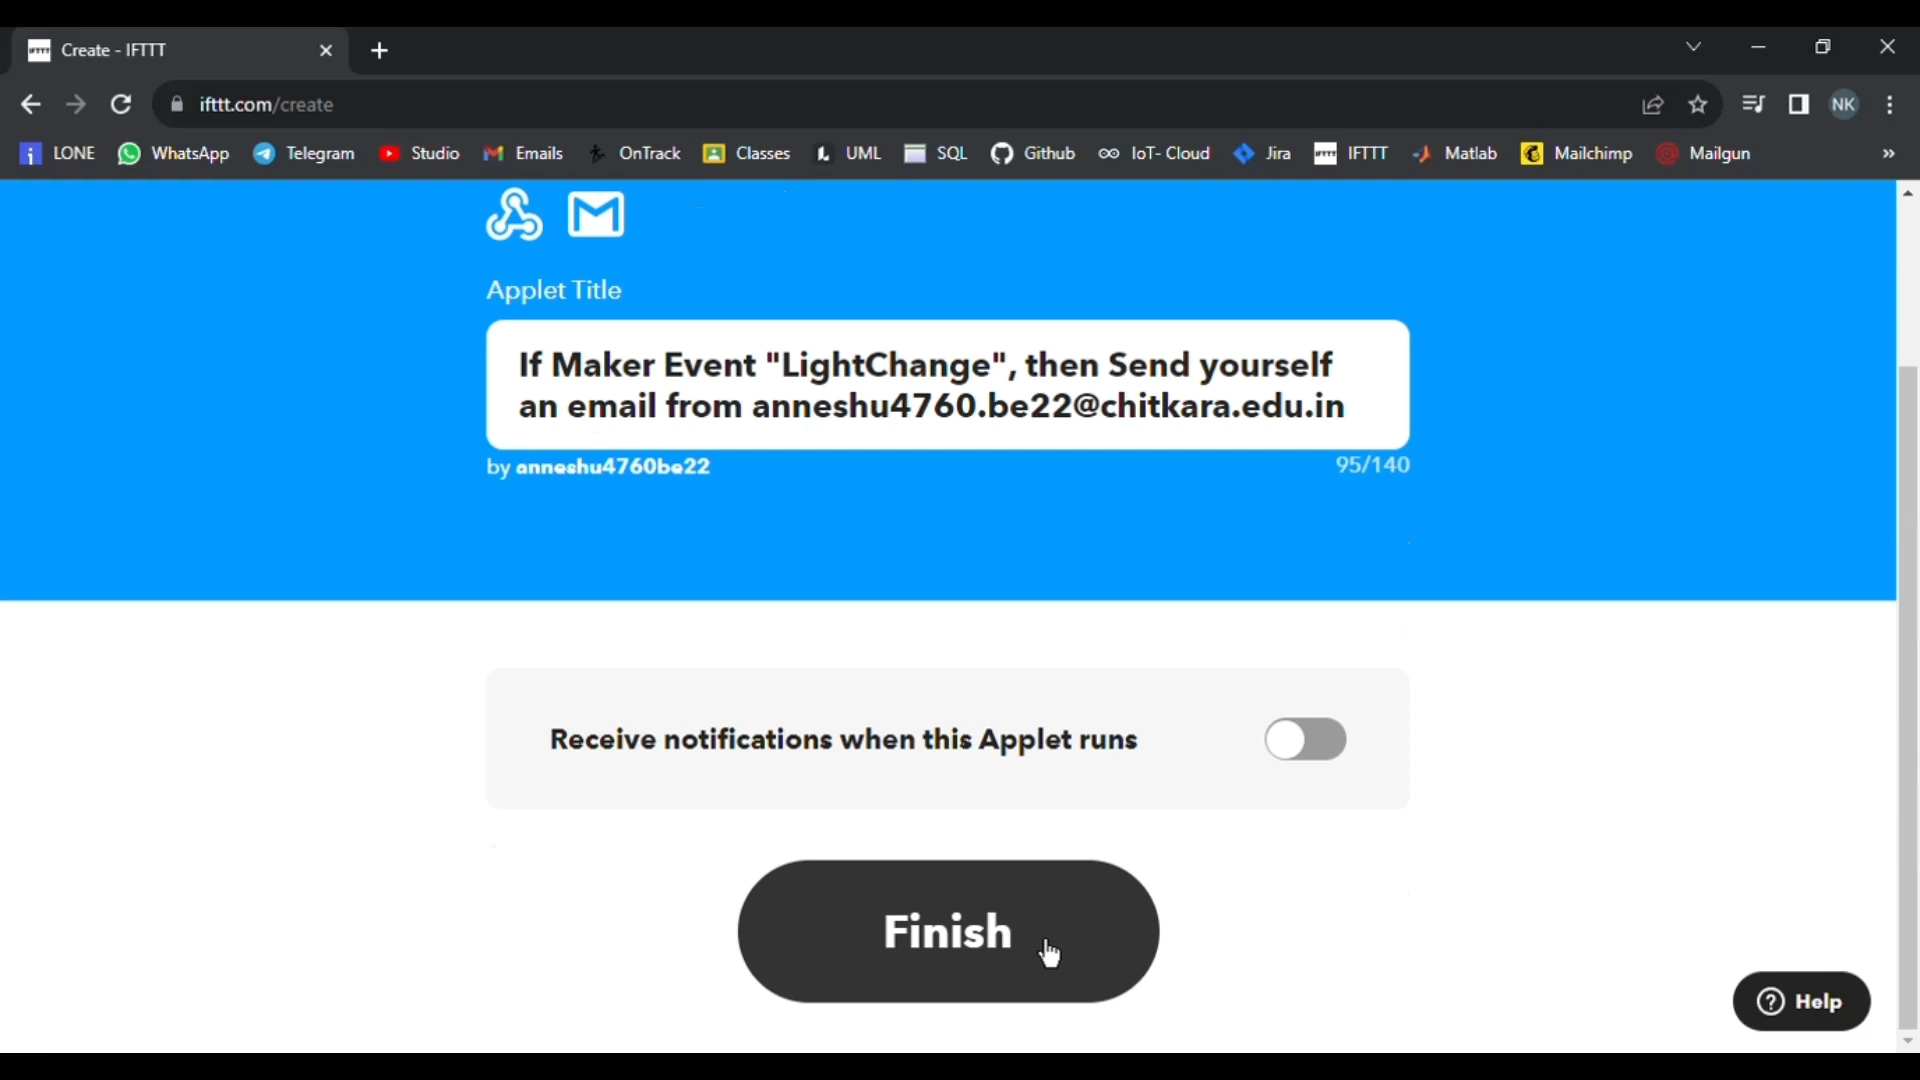 Create - IFTTT
ifttt.com/create
NK
LONE WhatsApp Telegram Studio Emails OnTrack Classes UML SQL Github IoT- Cloud Jira IFTTT Matlab Mailchimp Mailgun »
Applet Title
If Maker Event "LightChange", then Send yourself
an email from anneshu4760.be22@chitkara.edu.in
by anneshu4760be22 95/140
Receive notifications when this Applet runs
Finish
Help